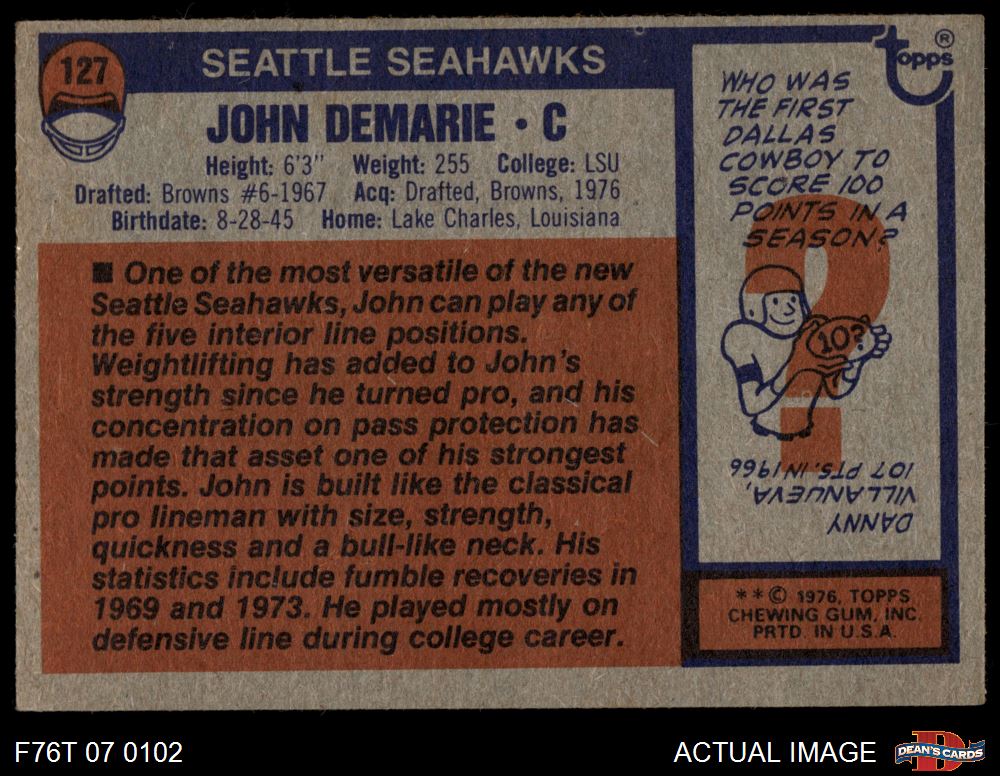 127
SEATTLE SEAHAWKS
JOHN DEMARIE • C
Height: 6'3" Weight: 255 College: LSU
Drafted: Browns #6-1967 Acq: Drafted, Browns, 1976
Birthdate: 8-28-45 Home: Lake Charles, Louisiana
■ One of the most versatile of the new
Seattle Seahawks, John can play any of
the five interior line positions.
Weightlifting has added to John's
strength since he turned pro, and his
concentration on pass protection has
made that asset one of his strongest
points. John is built like the classical
pro lineman with size, strength,
quickness and a bull-like neck. His
statistics include fumble recoveries in
1969 and 1973. He played mostly on
defensive line during college career.
topps ®
WHO WAS
THE FIRST
DALLAS
COWBOY TO
SCORE 100
POINTS IN A
SEASON?
10?
DANNY
VILLANUEVA,
107 PTS. IN 1966
* * © 1976, TOPPS
CHEWING GUM, INC.
PRTD. IN U.S.A.
F76T 07 0102
ACTUAL IMAGE
D
DEAN'S CARDS